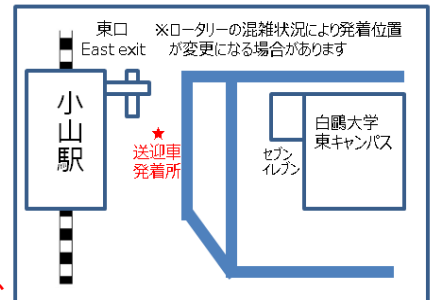 東口 ※ロータリーの混雑状況により発着位置
East exit が変更になる場合があります
小山駅
★
送迎車
発着所
セブン
イレブン
白鷗大学
東キャンパス